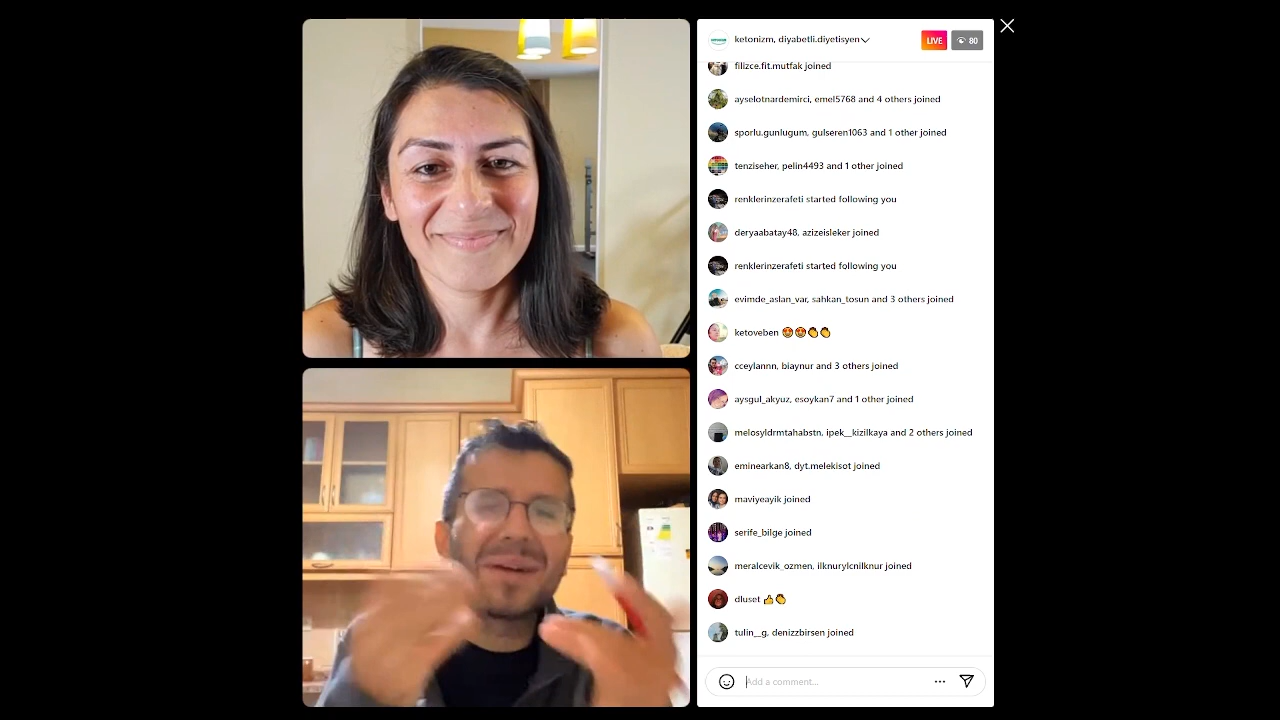 ketonizm, diyabetli.diyetisyen
LIVE
80
filizce.fit.mutfak joined
ayselotnardemirci, emel5768 and 4 others joined
sporlu.gunlugum, gulseren1063 and 1 other joined
tenziseher, pelin4493 and 1 other joined
renklerinzerafeti started following you
deryaabatay48, azizeisleker joined
renklerinzerafeti started following you
evimde_aslan_var, sahkan_tosun and 3 others joined
ketoveben 😍😍👏👏
cceylannn, biaynur and 3 others joined
aysgul_akyuz, esoykan7 and 1 other joined
melosyldrmtahabstn, ipek__kizilkaya and 2 others joined
eminearkan8, dyt.melekisot joined
maviyeayik joined
serife_bilge joined
meralcevik_ozmen, ilknurylcnilknur joined
dluset 👍👏
tulin__g, denizzbirsen joined
Add a comment...